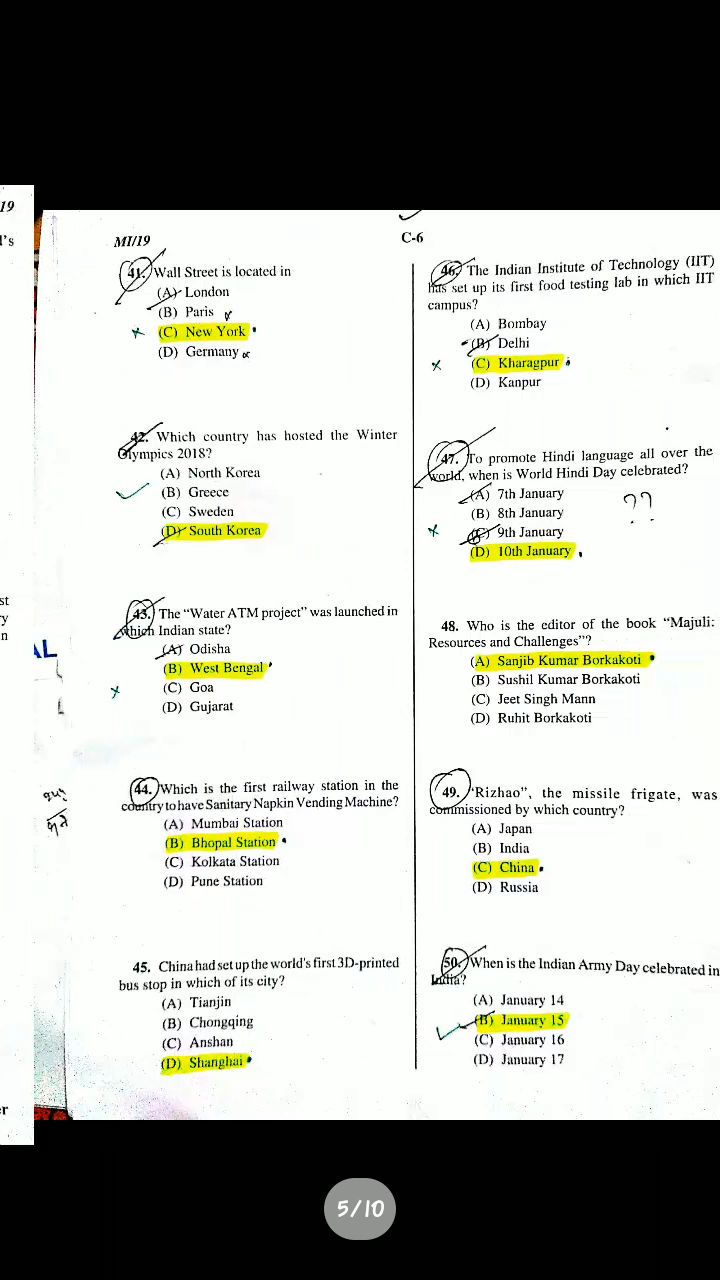 19
l's
MI/19
C-6
41. Wall Street is located in
(A) London
(B) Paris
(C) New York
(D) Germany
42. Which country has hosted the Winter
Olympics 2018?
(A) North Korea
(B) Greece
(C) Sweden
(D) South Korea
43. The “Water ATM project” was launched in
which Indian state?
(A) Odisha
(B) West Bengal
(C) Goa
(D) Gujarat
44. Which is the first railway station in the
country to have Sanitary Napkin Vending Machine?
(A) Mumbai Station
(B) Bhopal Station
(C) Kolkata Station
(D) Pune Station
45. China had set up the world's first 3D-printed
bus stop in which of its city?
(A) Tianjin
(B) Chongqing
(C) Anshan
(D) Shanghai
46. The Indian Institute of Technology (IIT)
has set up its first food testing lab in which IIT
campus?
(A) Bombay
(B) Delhi
(C) Kharagpur
(D) Kanpur
47. To promote Hindi language all over the
world, when is World Hindi Day celebrated?
(A) 7th January
(B) 8th January
(C) 9th January
(D) 10th January
??
48. Who is the editor of the book “Majuli:
Resources and Challenges”?
(A) Sanjib Kumar Borkakoti
(B) Sushil Kumar Borkakoti
(C) Jeet Singh Mann
(D) Ruhit Borkakoti
49. ‘Rizhao”, the missile frigate, was
commissioned by which country?
(A) Japan
(B) India
(C) China
(D) Russia
50. When is the Indian Army Day celebrated in
India?
(A) January 14
(B) January 15
(C) January 16
(D) January 17
st
y
n
AL
er
5/10